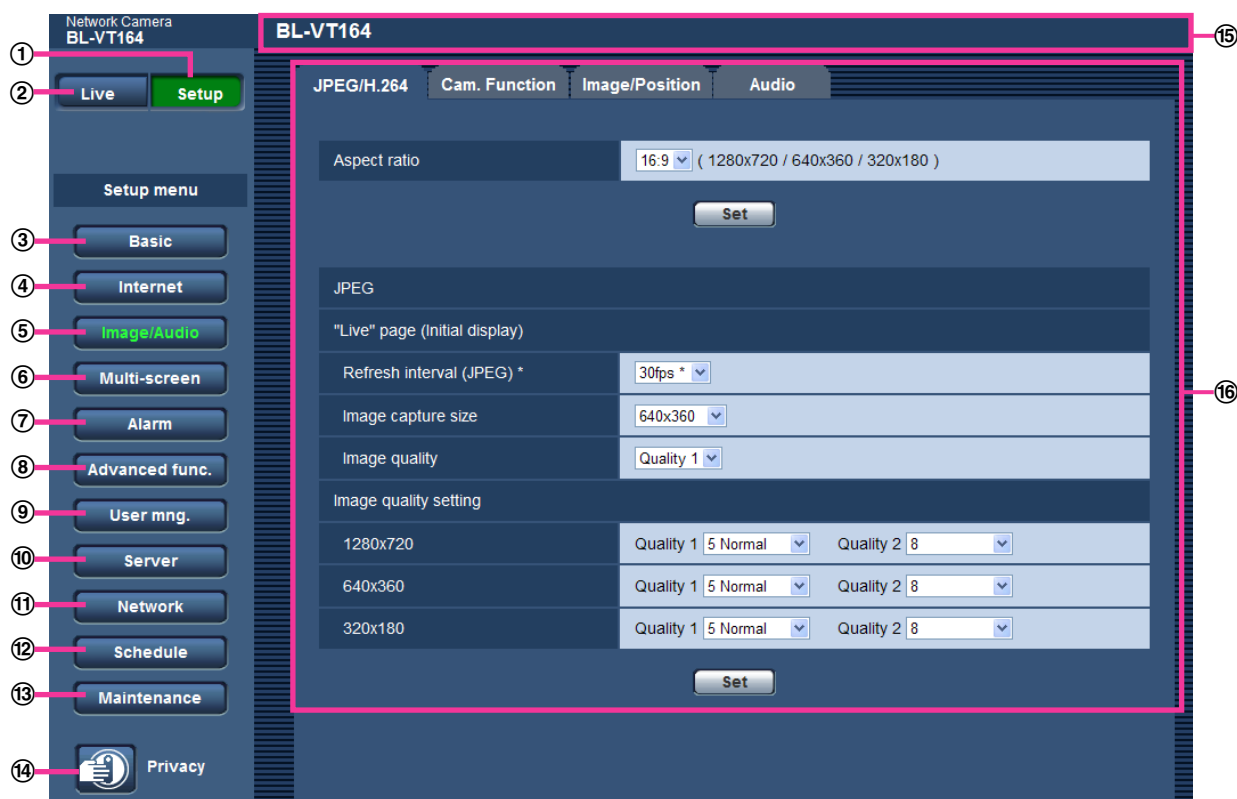 Network Camera
BL-VT164
BL-VT164
⑮
①
②
Live
Setup
JPEG/H.264
Cam. Function
Image/Position
Audio
Aspect ratio
16:9
( 1280x720 / 640x360 / 320x180 )
Set
Setup menu
③
Basic
④
Internet
JPEG
⑤
Image/Audio
"Live" page (Initial display)
⑥
Multi-screen
Refresh interval (JPEG) *
30fps *
⑯
⑦
Alarm
Image capture size
640x360
⑧
Advanced func.
Image quality
Quality 1
⑨
User mng.
Image quality setting
⑩
Server
1280x720
Quality 1 5 Normal
Quality 2 8
⑪
Network
640x360
Quality 1 5 Normal
Quality 2 8
⑫
Schedule
320x180
Quality 1 5 Normal
Quality 2 8
⑬
Maintenance
Set
⑭
Privacy